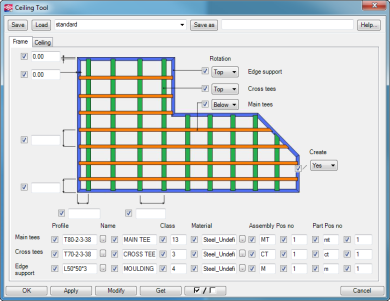 Ceiling Tool
Save Load standard Save as Help...
Frame Ceiling
0.00
0.00
Rotation
Top Edge support
Top Cross tees
Below Main tees
Create
Yes
Profile Name Class Material Assembly Pos no Part Pos no
Main tees T80-2-3-38 ... MAIN TEE 13 Steel_Undefi ... MT 1 mt 1
Cross tees T70-2-3-38 ... CROSS TEE 3 Steel_Undefi ... CT 1 ct 1
Edge support L50*50*3 ... MOULDING 4 Steel_Undefi ... M 1 m 1
OK Apply Modify Get / Cancel